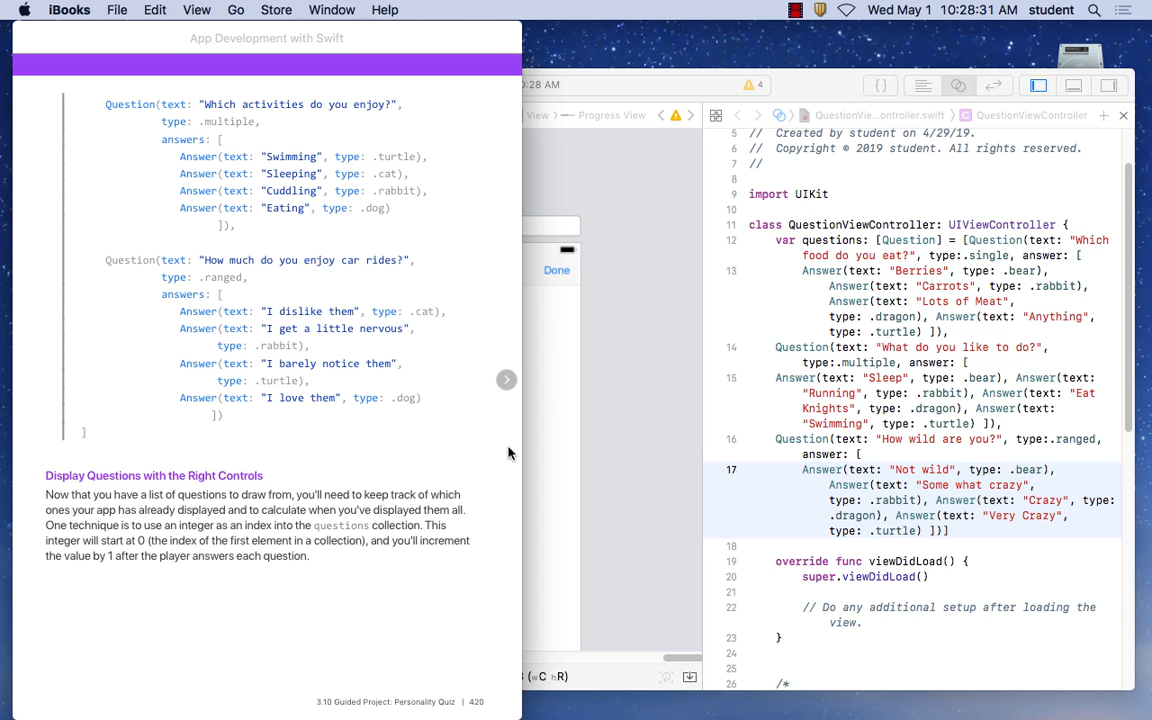 iBooks File Edit View Go Store Window Help
Wed May 1 10:28:31 AM student
App Development with Swift
Question(text: "Which activities do you enjoy?",
type: .multiple,
answers: [
Answer(text: "Swimming", type: .turtle),
Answer(text: "Sleeping", type: .cat),
Answer(text: "Cuddling", type: .rabbit),
Answer(text: "Eating", type: .dog)
]),
Question(text: "How much do you enjoy car rides?",
type: .ranged,
answers: [
Answer(text: "I dislike them", type: .cat),
Answer(text: "I get a little nervous",
type: .rabbit),
Answer(text: "I barely notice them",
type: .turtle),
Answer(text: "I love them", type: .dog)
])
]
Display Questions with the Right Controls
Now that you have a list of questions to draw from, you'll need to keep track of which
ones your app has already displayed and to calculate when you've displayed them all.
One technique is to use an integer as an index into the questions collection. This
integer will start at 0 (the index of the first element in a collection), and you'll increment
the value by 1 after the player answers each question.
3.10 Guided Project: Personality Quiz | 420
0:28 AM
4
View
Progress View
Done
(wC hR)
QuestionVie...ontroller.swift
QuestionViewController
5 // Created by student on 4/29/19.
6 // Copyright © 2019 student. All rights reserved.
7 //
8
9 import UIKit
10
11 class QuestionViewController: UIViewController {
12 var questions: [Question] = [Question(text: "Which
food do you eat?", type:.single, answer: [
13 Answer(text: "Berries", type: .bear),
Answer(text: "Carrots", type: .rabbit),
Answer(text: "Lots of Meat",
type: .dragon), Answer(text: "Anything",
type: .turtle) ]),
14 Question(text: "What do you like to do?",
type:.multiple, answer: [
15 Answer(text: "Sleep", type: .bear), Answer(text:
"Running", type: .rabbit), Answer(text: "Eat
Knights", type: .dragon), Answer(text:
"Swimming", type: .turtle) ]),
16 Question(text: "How wild are you?", type:.ranged,
answer: [
17 Answer(text: "Not wild", type: .bear),
Answer(text: "Some what crazy",
type: .rabbit), Answer(text: "Crazy", type:
.dragon), Answer(text: "Very Crazy",
type: .turtle) ])]
18
19 override func viewDidLoad() {
20 super.viewDidLoad()
21
22 // Do any additional setup after loading the
view.
23 }
24
25
26 /*